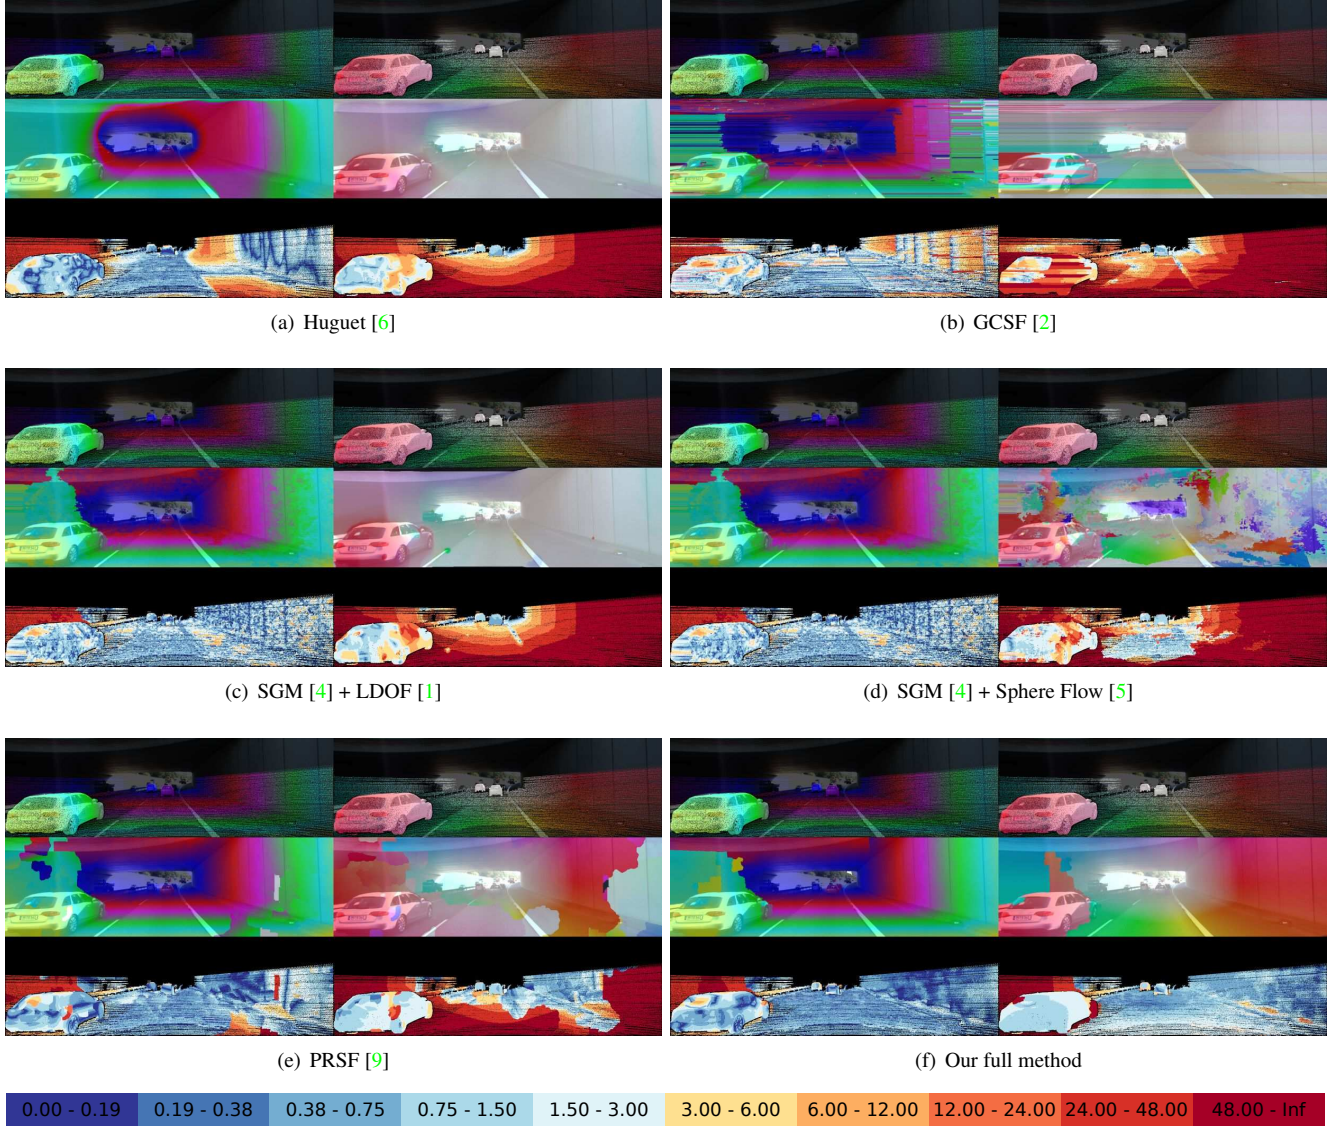 (a) Huguet [6]
(b) GCSF [2]
(c) SGM [4] + LDOF [1]
(d) SGM [4] + Sphere Flow [5]
(e) PRSF [9]
(f) Our full method
0.00 - 0.19 0.19 - 0.38 0.38 - 0.75 0.75 - 1.50 1.50 - 3.00 3.00 - 6.00 6.00 - 12.00 12.00 - 24.00 24.00 - 48.00 48.00 - Inf